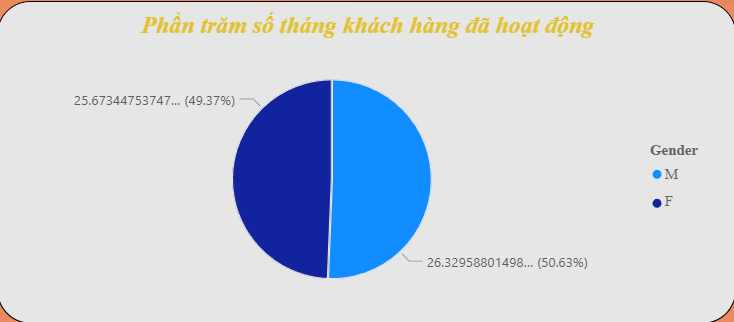 Phần trăm số tháng khách hàng đã hoạt động
25.67344753747... (49.37%)
Gender
M
F
26.32958801498... (50.63%)